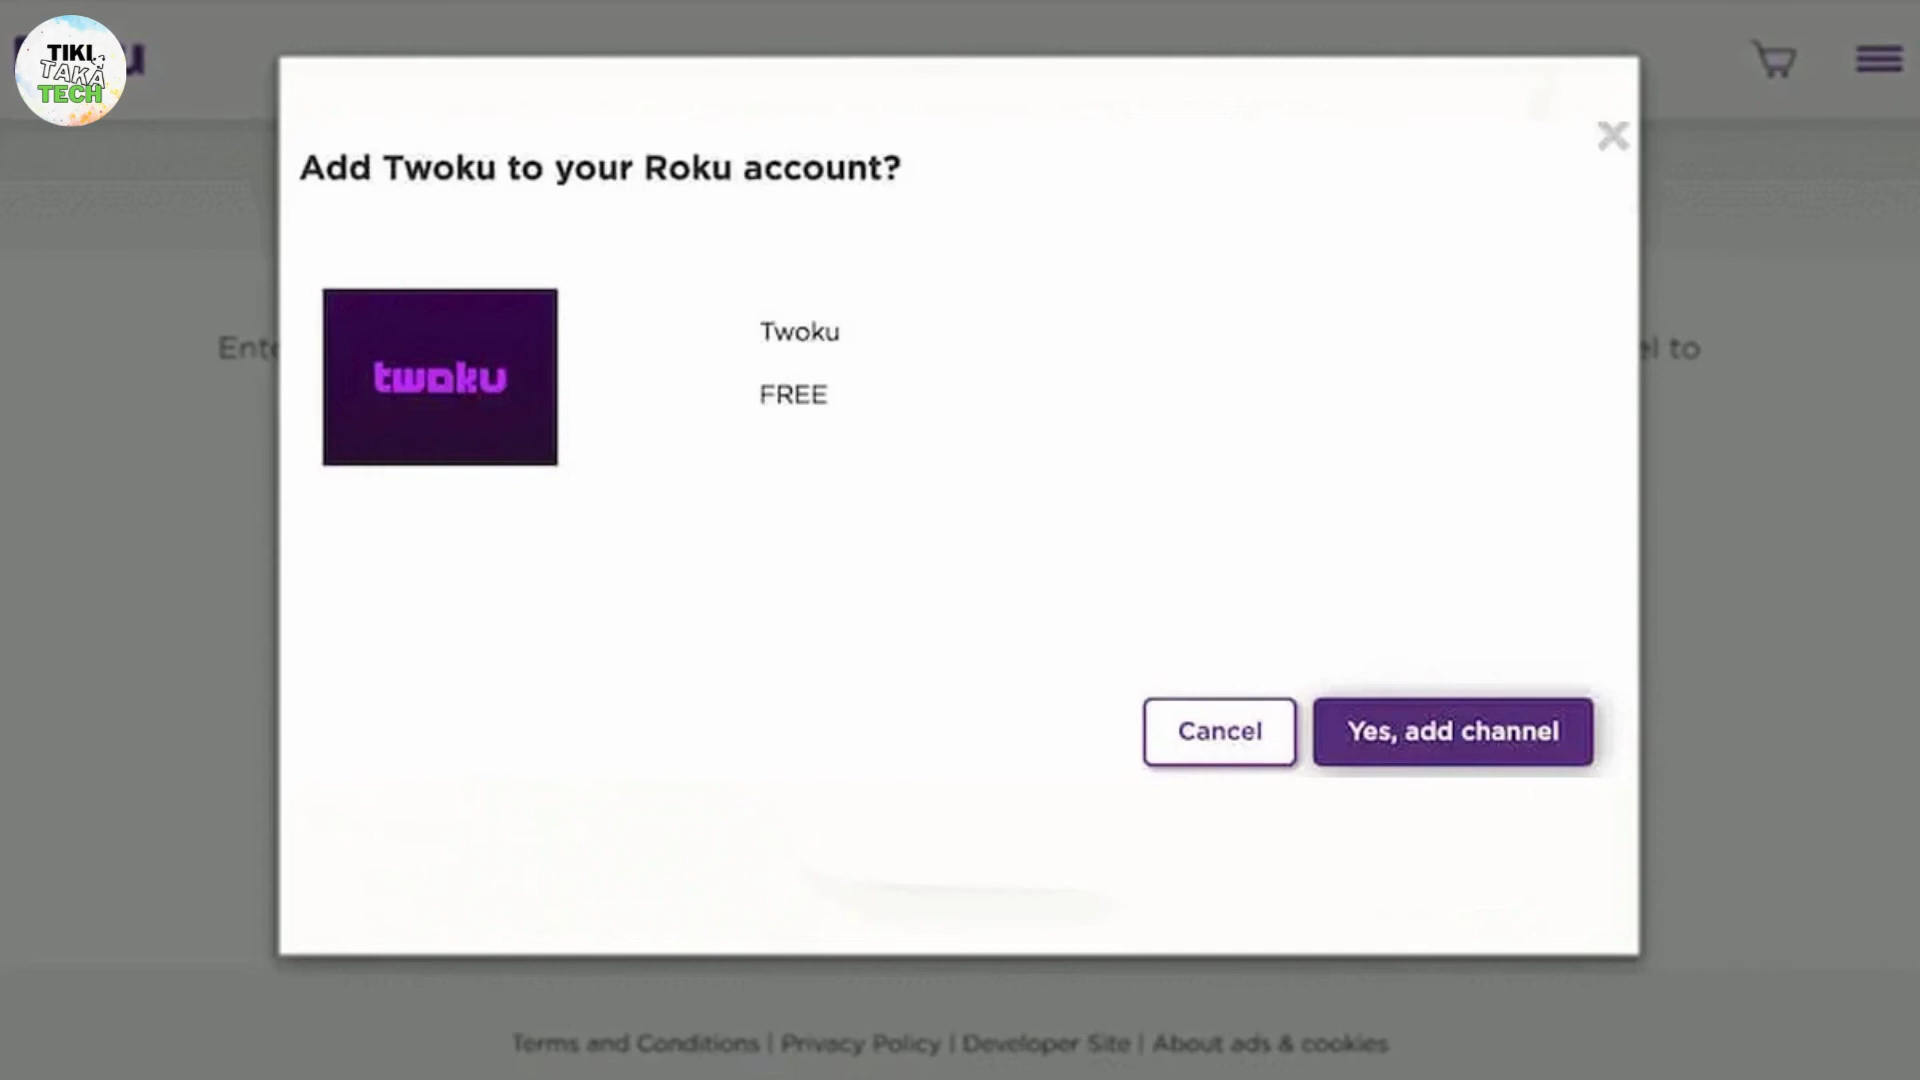 TIKI
TAKA
TECH
Add Twoku to your Roku account?
twoku
Twoku
FREE
to
Cancel
Yes, add channel
Terms and Conditions | Privacy Policy | Developer Site | About ads & cookies